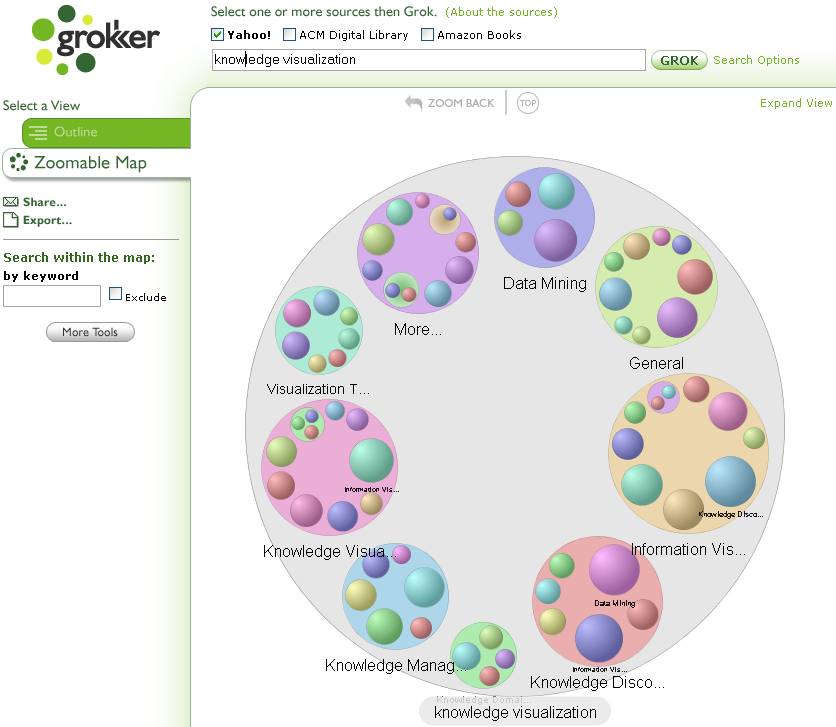 grokker
Select one or more sources then Grok. (About the sources)
Yahoo! ACM Digital Library Amazon Books
knowledge visualization GROK Search Options
Select a View
Outline
Zoomable Map
Share...
Export...
Search within the map:
by keyword
Exclude
More Tools
ZOOM BACK TOP Expand View
Data Mining
More...
General
Visualization T...
Information Vis...
Knowledge Visua...
Knowledge Disco...
Information Vis...
Data Mining
Information Vis...
Knowledge Manag...
Knowledge Disco...
Knowledge Domai...
knowledge visualization